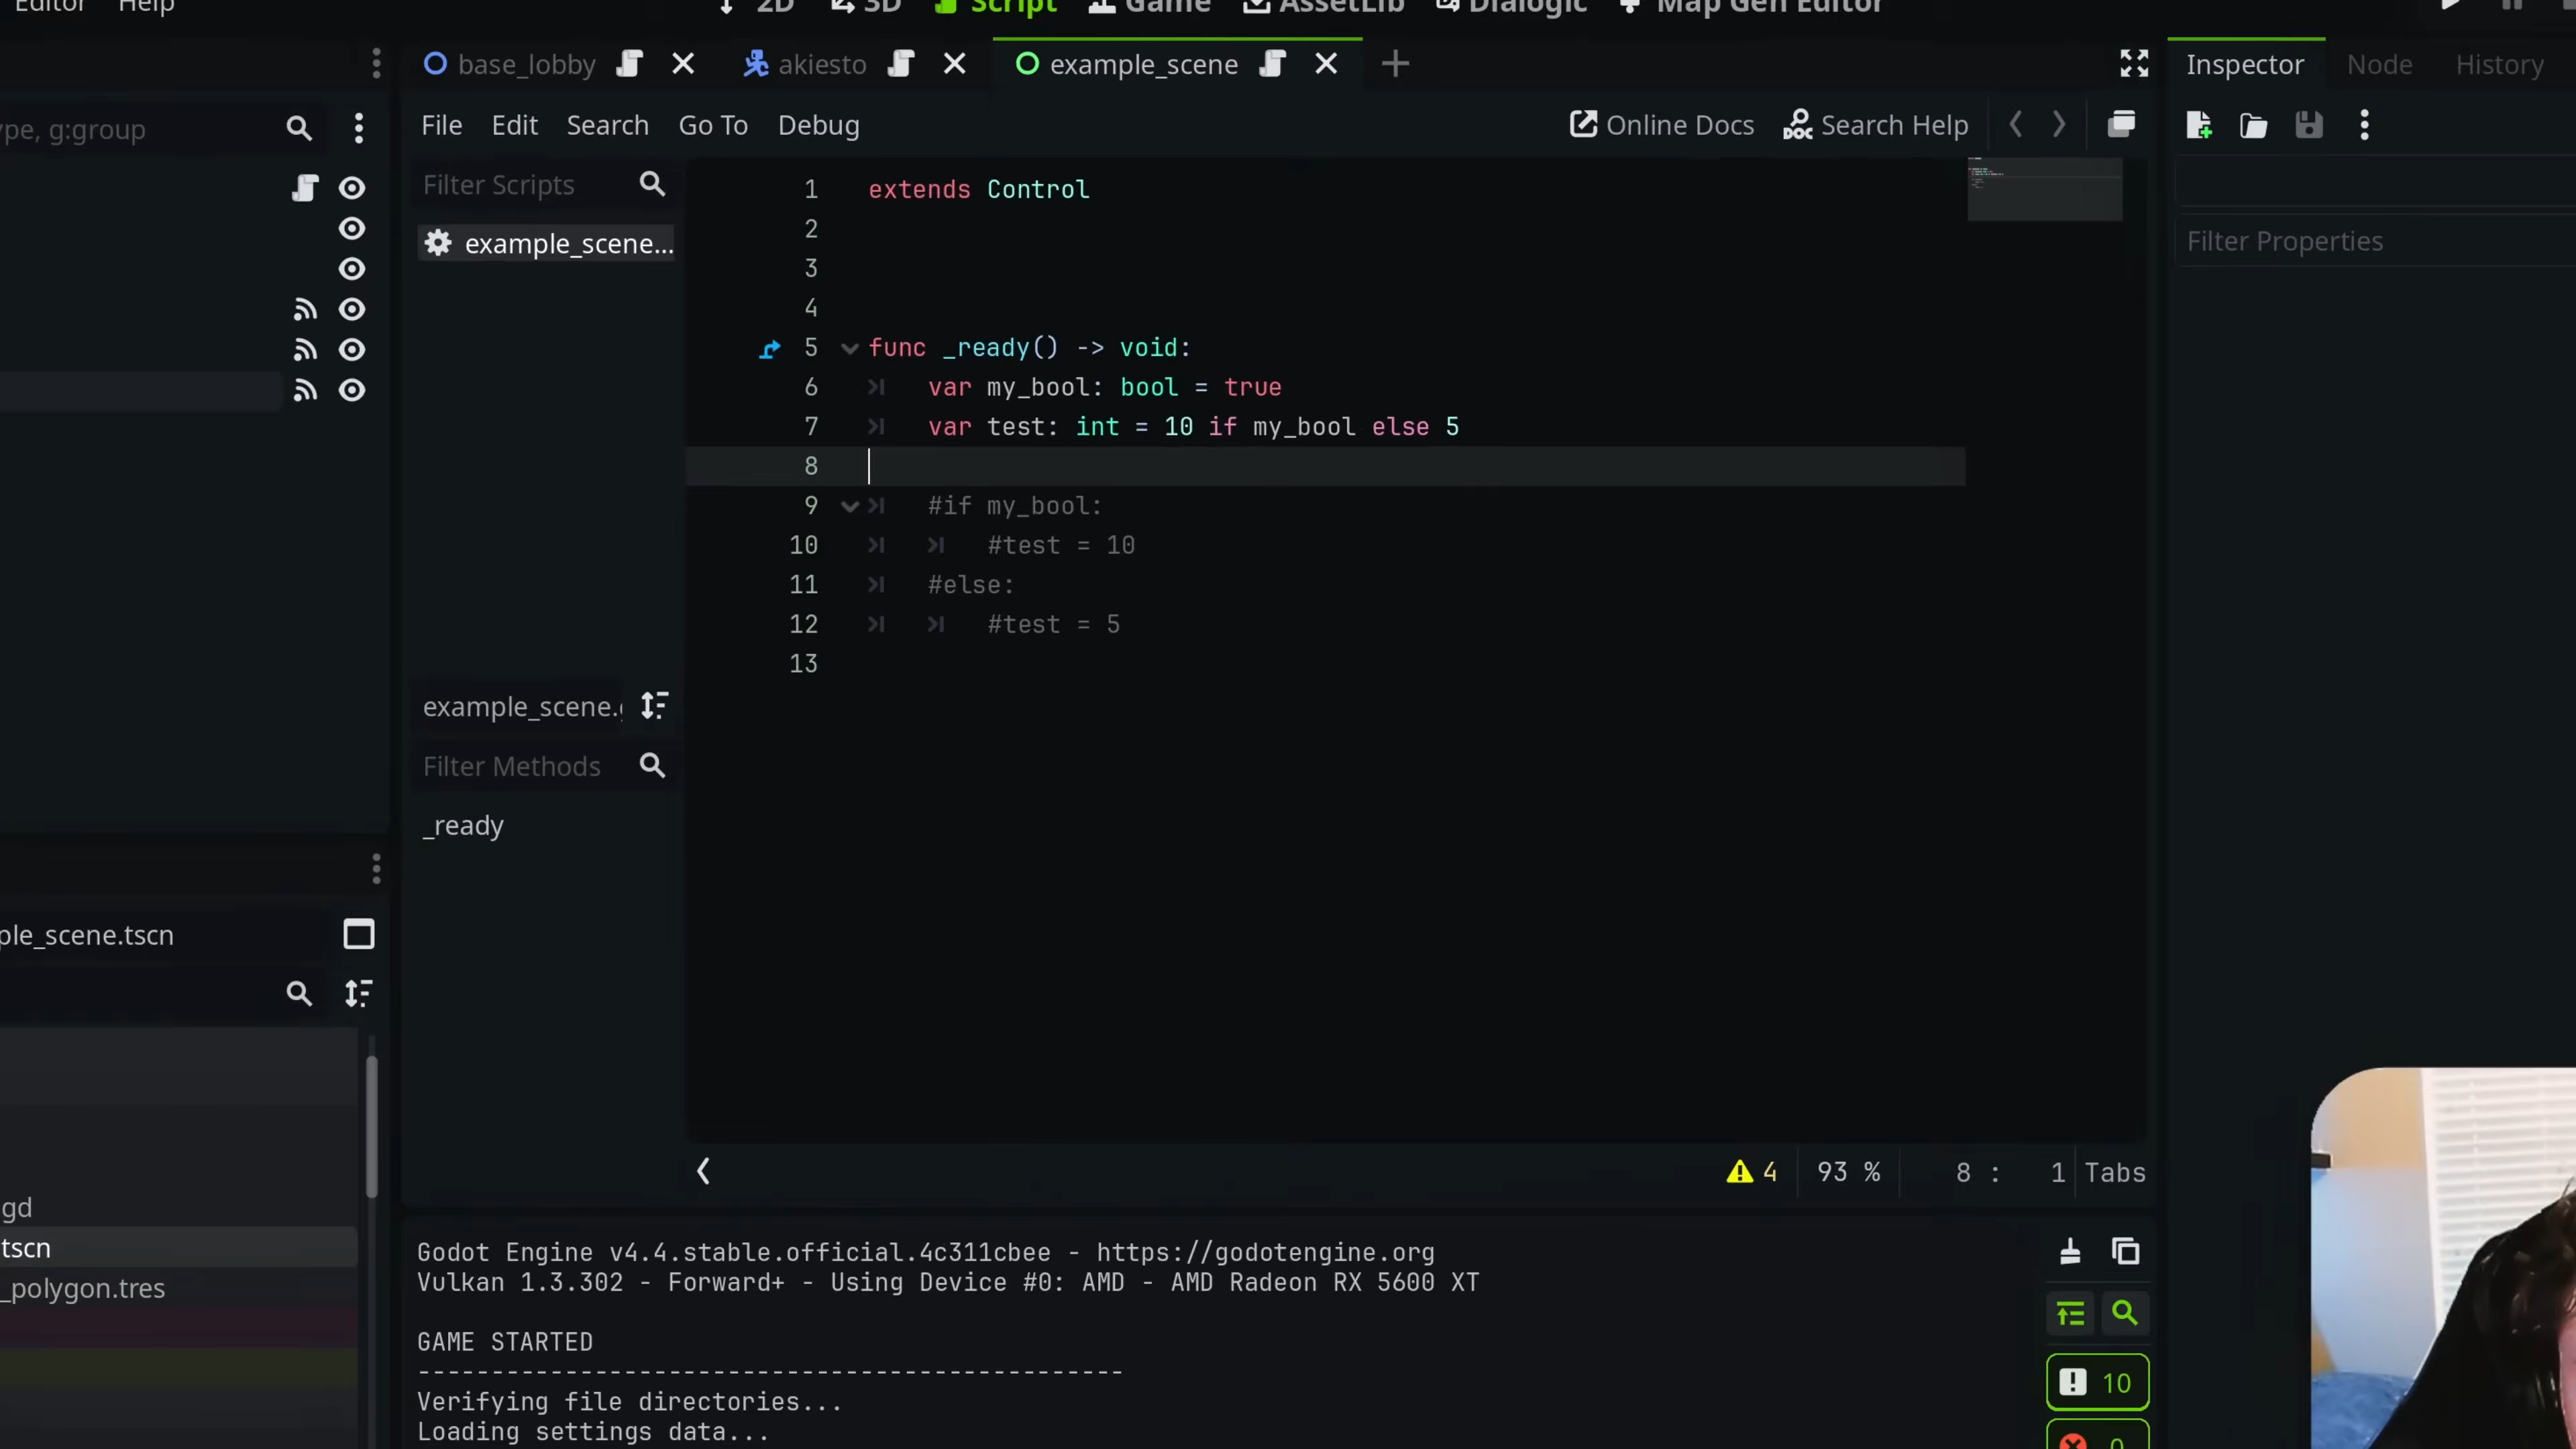 Editor Help
2D 3D Script Game AssetLib Dialogic Map Gen Editor
base_lobby akiesto example_scene
Inspector Node History
ype, g:group
File Edit Search Go To Debug
Online Docs Search Help
Filter Scripts
example_scene...
Filter Properties
1 extends Control
2
3
4
5 func _ready() -> void:
6 var my_bool: bool = true
7 var test: int = 10 if my_bool else 5
8
9 #if my_bool:
10 #test = 10
11 #else:
12 #test = 5
13
example_scene.g
Filter Methods
_ready
ple_scene.tscn
gd
tscn
_polygon.tres
4 93 % 8 : 1 Tabs
Godot Engine v4.4.stable.official.4c311cbee - https://godotengine.org
Vulkan 1.3.302 - Forward+ - Using Device #0: AMD - AMD Radeon RX 5600 XT
GAME STARTED
------------------------------------------------
Verifying file directories...
Loading settings data...
10
0